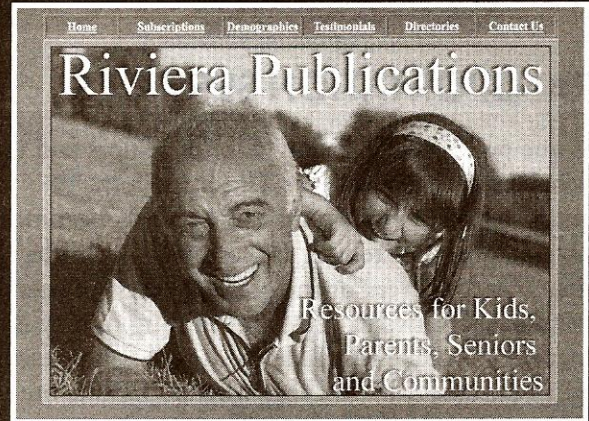 Home Subscriptions Demographics Testimonials Directories Contact Us
Riviera Publications
Resources for Kids,
Parents, Seniors
and Communities